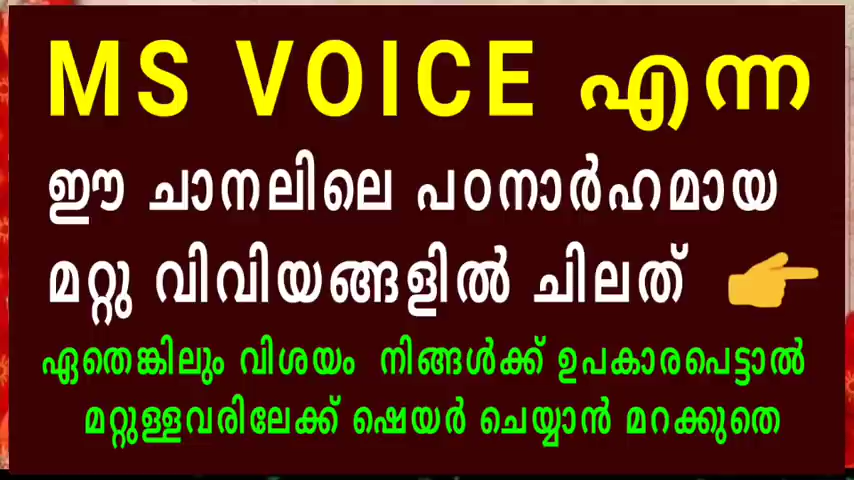 MS VOICE എന്ന
ഈ ചാനലിലെ പഠനാർഹമായ
മറ്റു വിവിയങ്ങളിൽ ചിലത്
ഏതെങ്കിലും വിശയം നിങ്ങൾക്ക് ഉപകാരപെട്ടാൽ
മറ്റുള്ളവരിലേക്ക് ഷെയർ ചെയ്യാൻ മറക്കുതെ